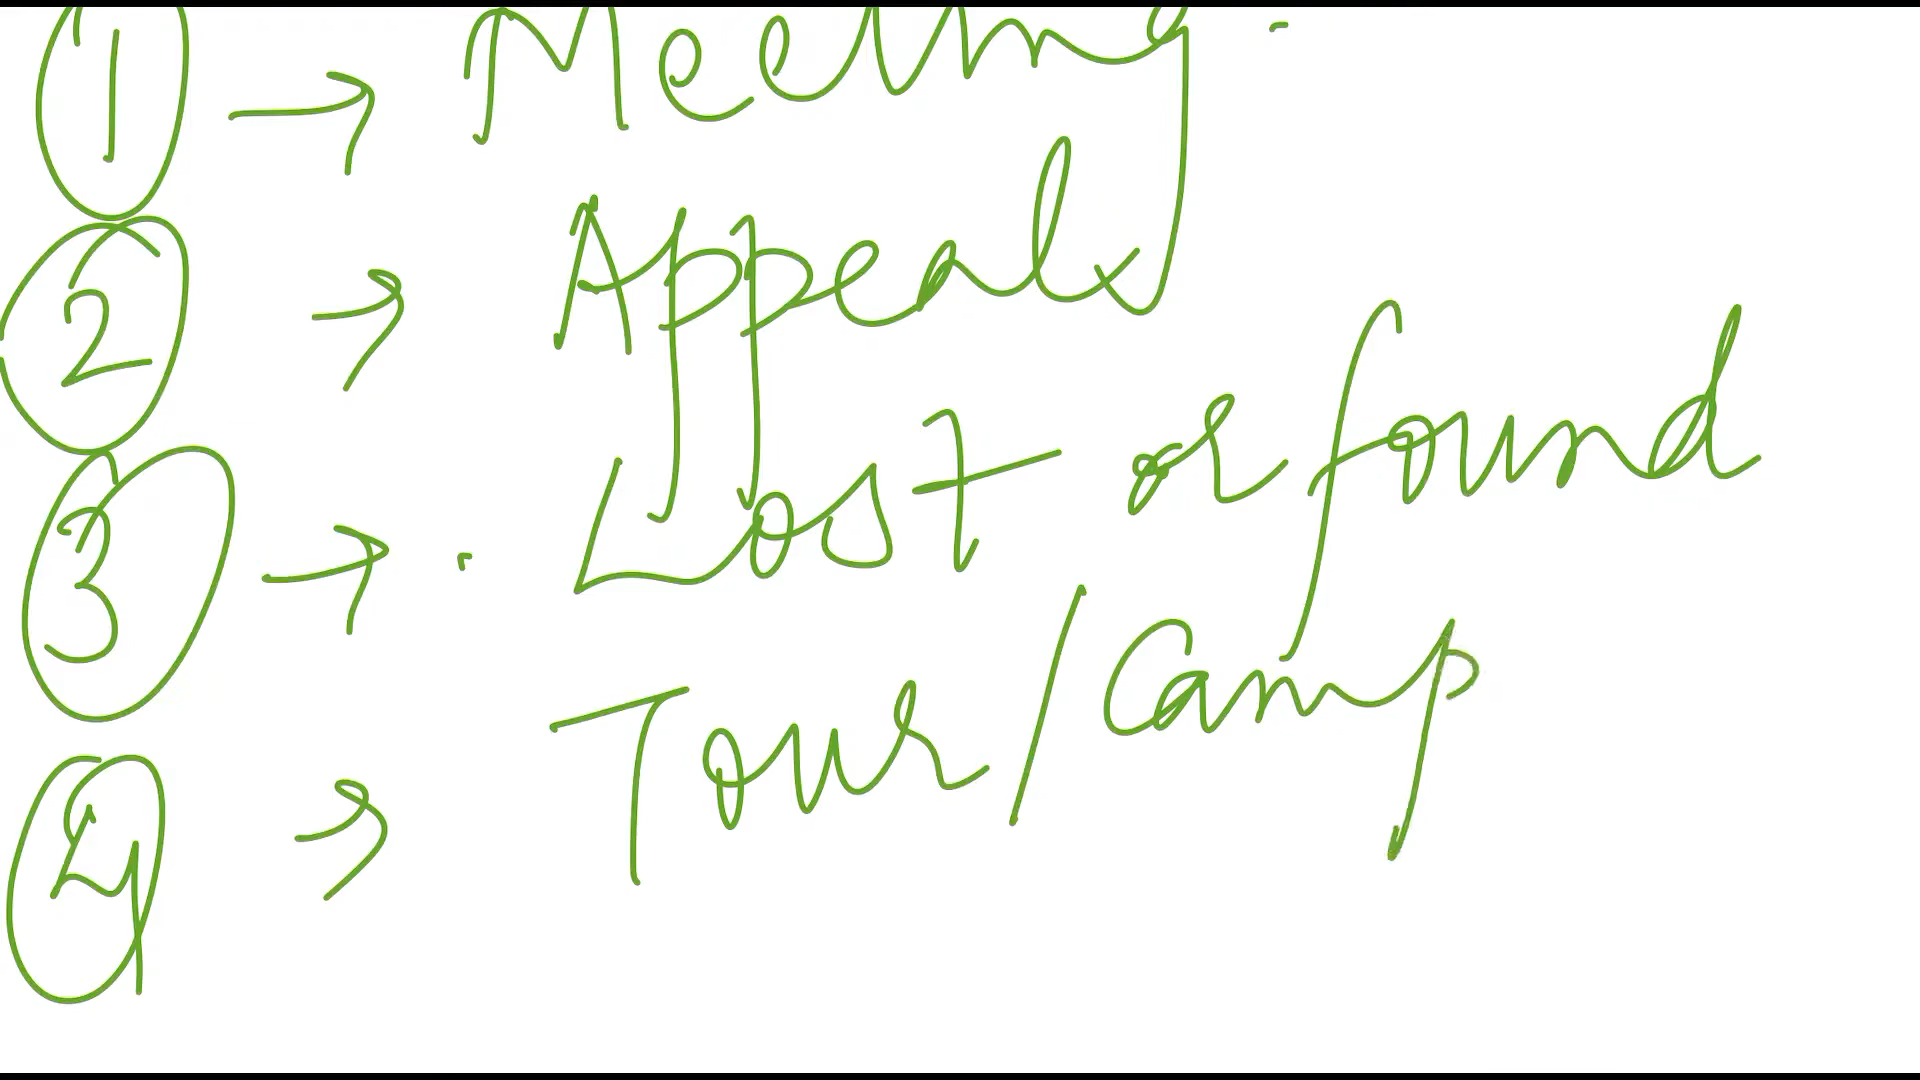 1 → Meeting
2 → Appeal
3 → Lost or found
4 → Tour/Camp